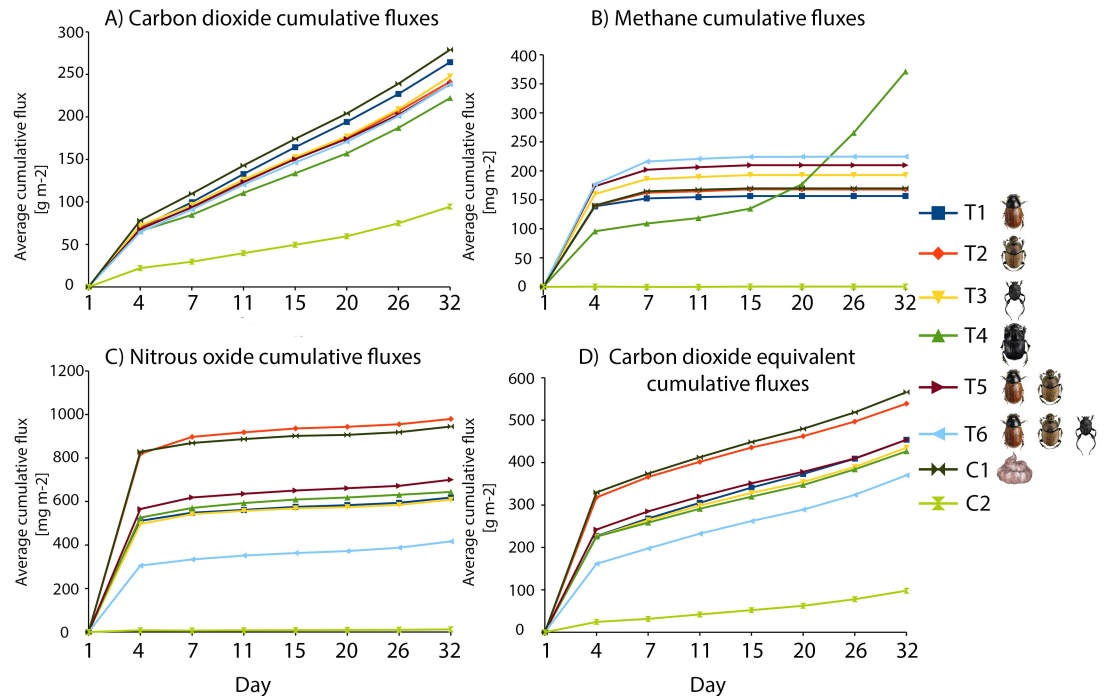 A) Carbon dioxide cumulative fluxes
300
250
200
150
100
50
0
Average cumulative flux
[g m-2]
1 4 7 11 15 20 26 32
B) Methane cumulative fluxes
400
350
300
250
200
150
100
50
0
Average cumulative flux
[mg m-2]
1 4 7 11 15 20 26 32
C) Nitrous oxide cumulative fluxes
1200
1000
800
600
400
200
0
Average cumulative flux
[mg m-2]
1 4 7 11 15 20 26 32
Day
D) Carbon dioxide equivalent
cumulative fluxes
600
500
400
300
200
100
0
Average cumulative flux
[g m-2]
1 4 7 11 15 20 26 32
Day
T1
T2
T3
T4
T5
T6
C1
C2